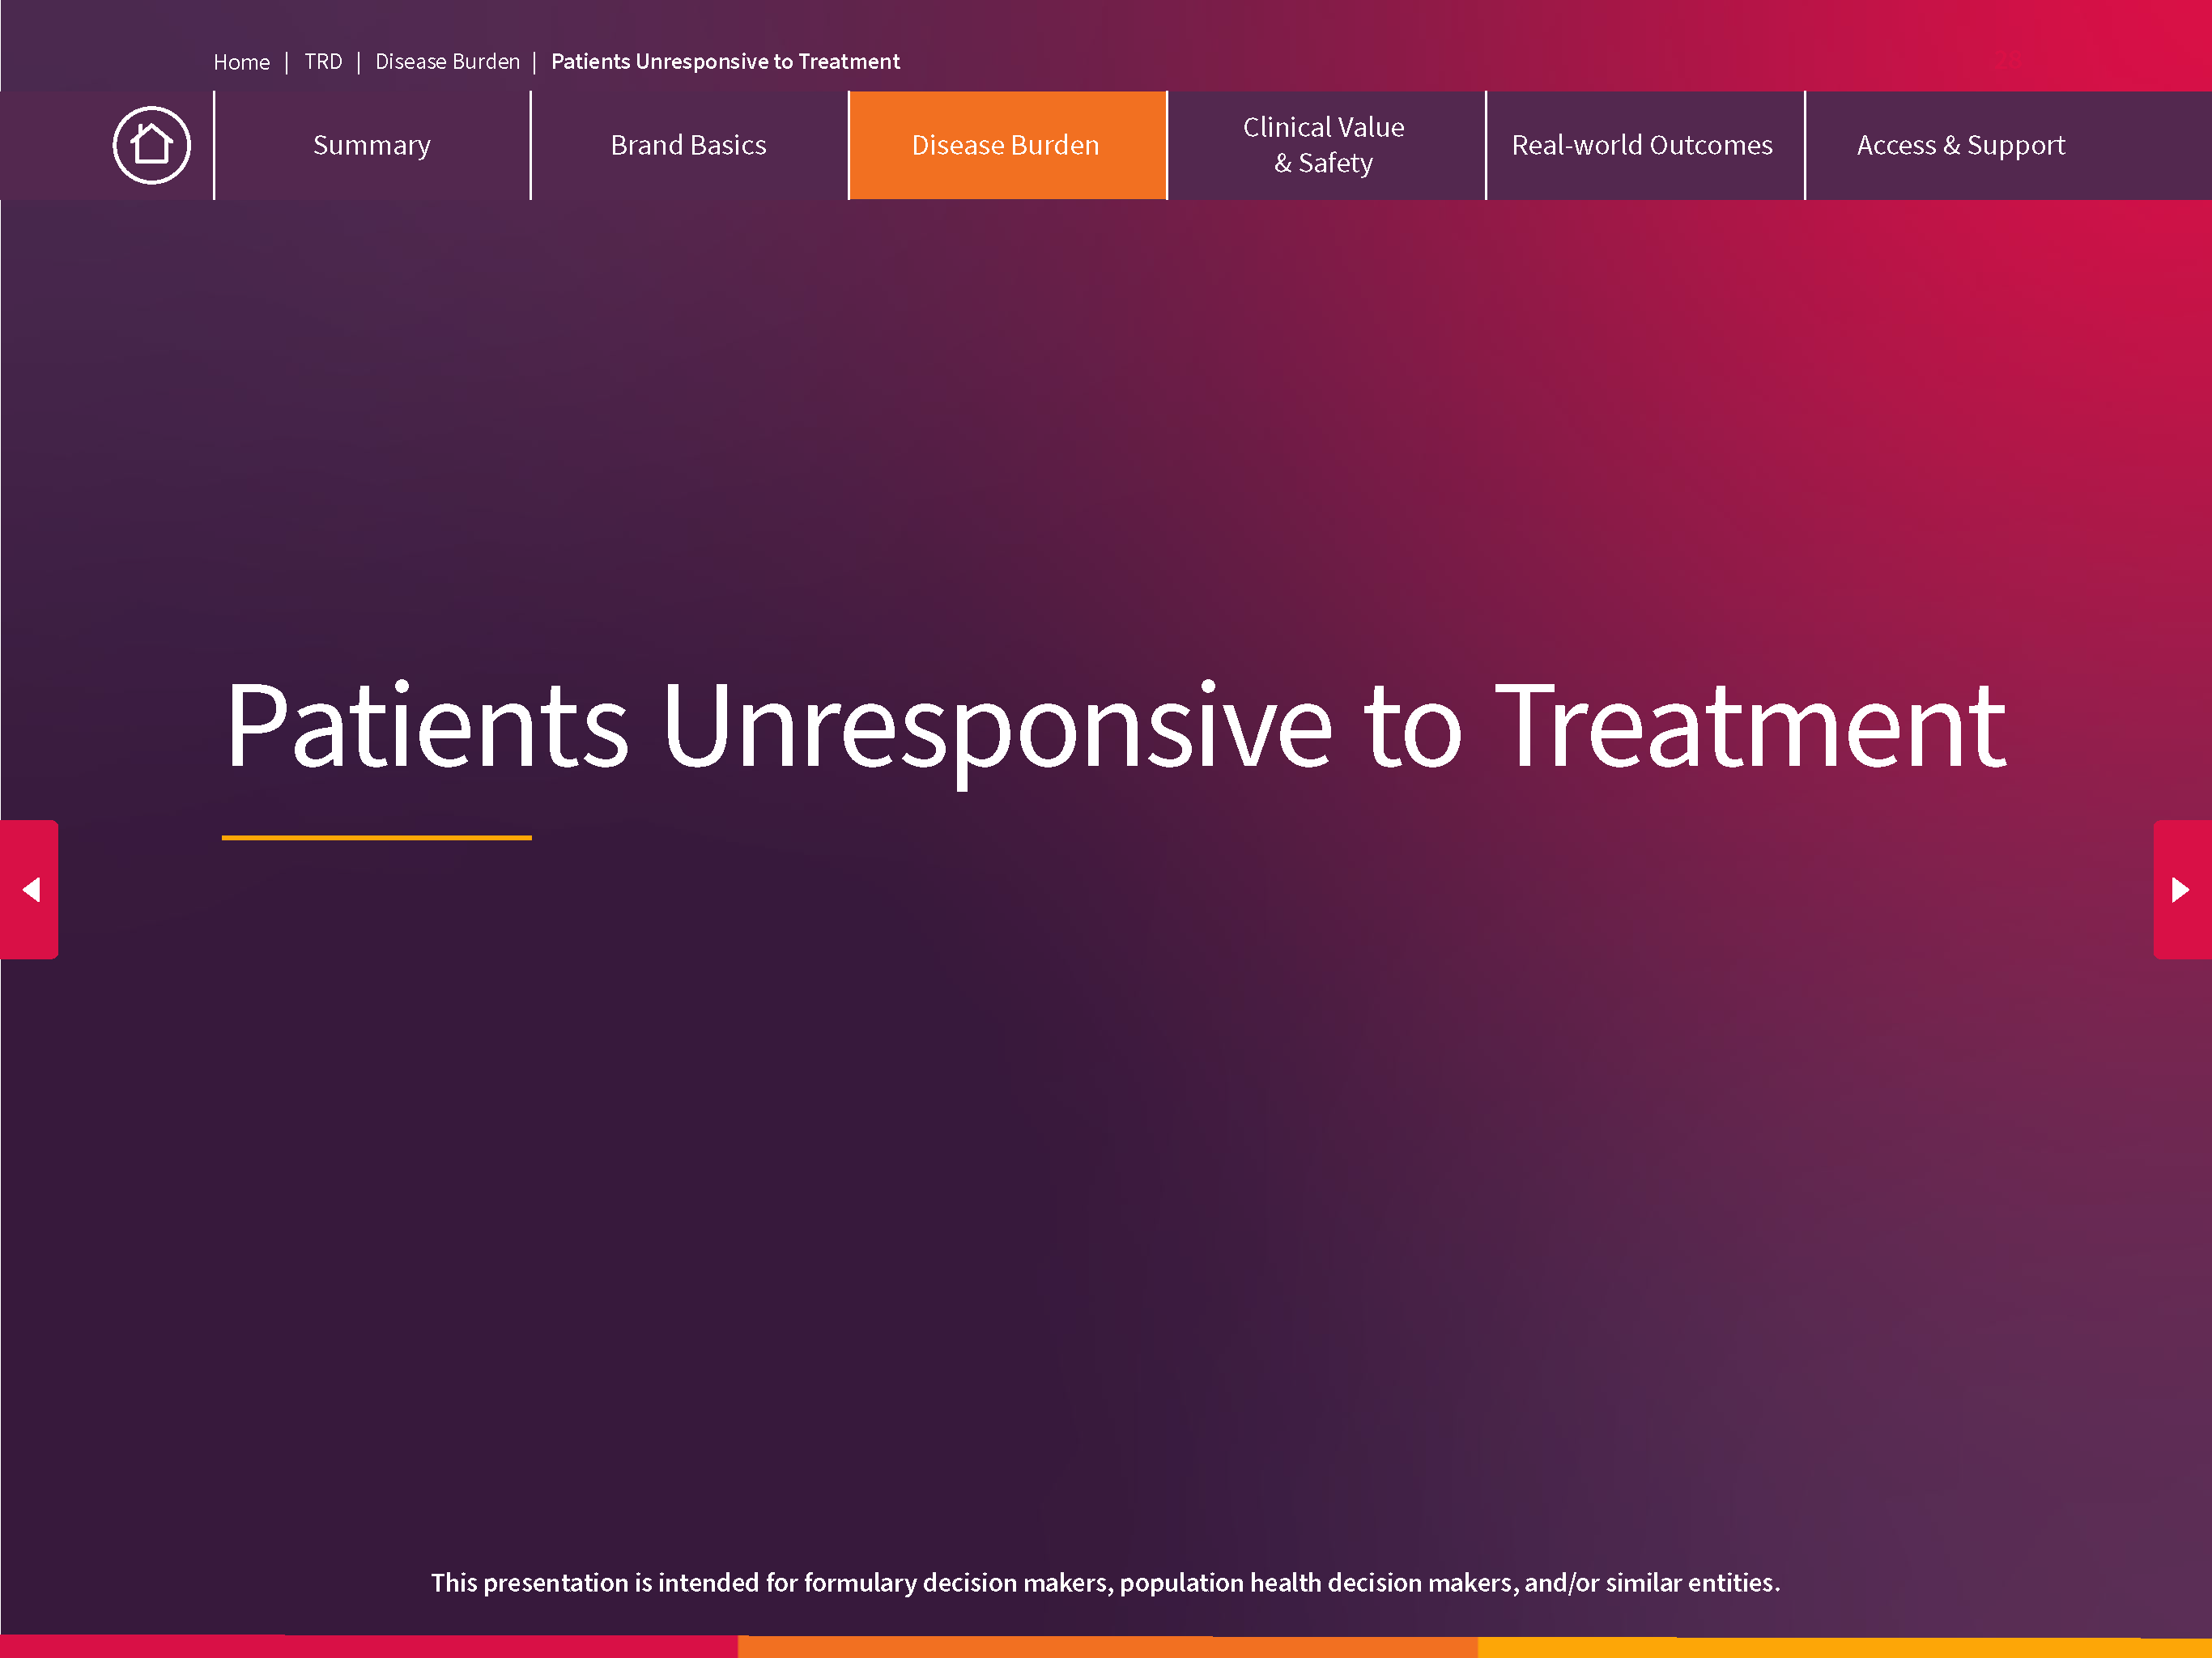 Home | TRD | Disease Burden | Patients Unresponsive to Treatment
28
Summary
Brand Basics
Disease Burden
Clinical Value
& Safety
Real-world Outcomes
Access & Support
Patients Unresponsive to Treatment
This presentation is intended for formulary decision makers, population health decision makers, and/or similar entities.